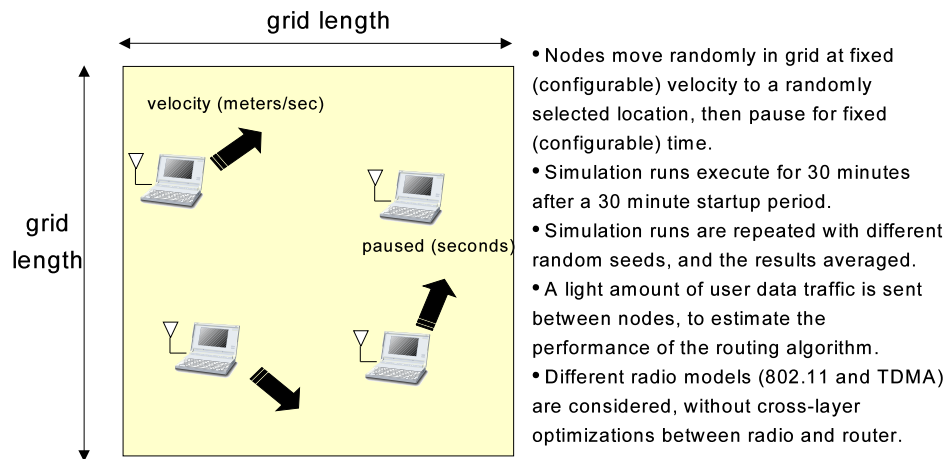 grid length
grid
length
velocity (meters/sec)
paused (seconds)
• Nodes move randomly in grid at fixed
(configurable) velocity to a randomly
selected location, then pause for fixed
(configurable) time.
• Simulation runs execute for 30 minutes
after a 30 minute startup period.
• Simulation runs are repeated with different
random seeds, and the results averaged.
• A light amount of user data traffic is sent
between nodes, to estimate the
performance of the routing algorithm.
• Different radio models (802.11 and TDMA)
are considered, without cross-layer
optimizations between radio and router.